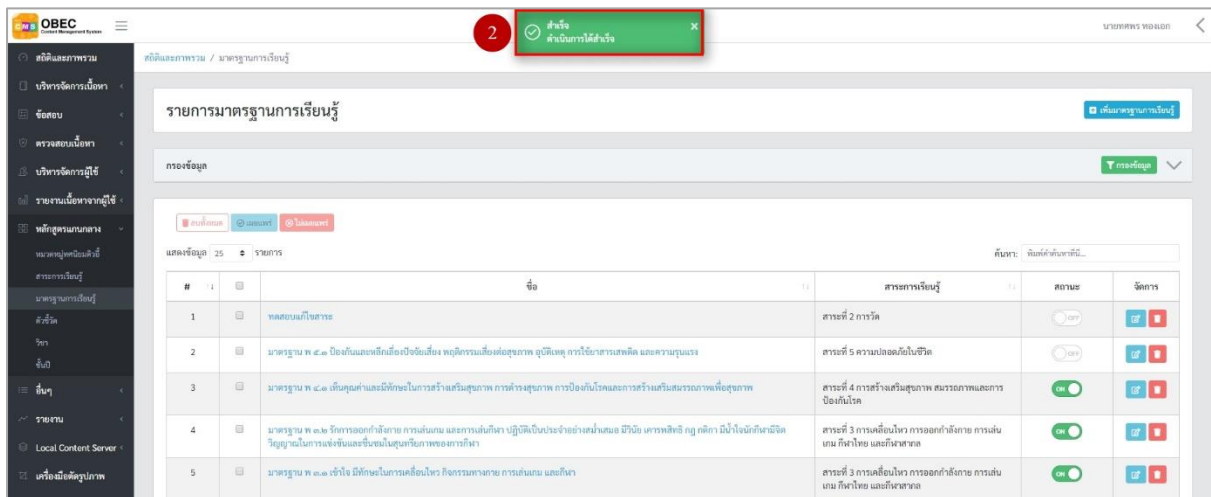 CMS OBEC
Content Management System
2
สำเร็จ
ดำเนินการได้สำเร็จ
×
นายทศพร ทองเอก
สถิติและภาพรวม
บริหารจัดการเนื้อหา
ข้อสอบ
ตรวจสอบเนื้อหา
บริหารจัดการผู้ใช้
รายงานเนื้อหาจากผู้ใช้
หลักสูตรแกนกลาง
หมวดหมู่ทศนิยมดิวอี้
สาระการเรียนรู้
มาตรฐานการเรียนรู้
ตัวชี้วัด
วิชา
ชั้นปี
อื่นๆ
รายงาน
Local Content Server
เครื่องมือตัดรูปภาพ
สถิติและภาพรวม / มาตรฐานการเรียนรู้
รายการมาตรฐานการเรียนรู้
เพิ่มมาตรฐานการเรียนรู้
กรองข้อมูล
กรองข้อมูล
ลบทั้งหมด เผยแพร่ ไม่เผยแพร่
แสดงข้อมูล 25 รายการ
ค้นหา: พิมพ์คำค้นหาที่นี่...
# ชื่อ สาระการเรียนรู้ สถานะ จัดการ
1 ทดสอบแก้ไขสาระ สาระที่ 2 การวัด OFF
2 มาตรฐาน พ ๕.๑ ป้องกันและหลีกเลี่ยงปัจจัยเสี่ยง พฤติกรรมเสี่ยงต่อสุขภาพ อุบัติเหตุ การใช้ยาสารเสพติด และความรุนแรง สาระที่ 5 ความปลอดภัยในชีวิต OFF
3 มาตรฐาน พ ๔.๑ เห็นคุณค่าและมีทักษะในการสร้างเสริมสุขภาพ การดำรงสุขภาพ การป้องกันโรคและการสร้างเสริมสมรรถภาพเพื่อสุขภาพ สาระที่ 4 การสร้างเสริมสุขภาพ สมรรถภาพและการ ON
ป้องกันโรค
4 มาตรฐาน พ ๓.๒ รักการออกกำลังกาย การเล่นเกม และการเล่นกีฬา ปฏิบัติเป็นประจำอย่างสม่ำเสมอ มีวินัย เคารพสิทธิ กฎ กติกา มีน้ำใจนักกีฬามีจิต สาระที่ 3 การเคลื่อนไหว การออกกำลังกาย การเล่น ON
วิญญาณในการแข่งขันและชื่นชมในสุนทรียภาพของการกีฬา เกม กีฬาไทย และกีฬาสากล
5 มาตรฐาน พ ๓.๑ เข้าใจ มีทักษะในการเคลื่อนไหว กิจกรรมทางกาย การเล่นเกม และกีฬา สาระที่ 3 การเคลื่อนไหว การออกกำลังกาย การเล่น ON
เกม กีฬาไทย และกีฬาสากล